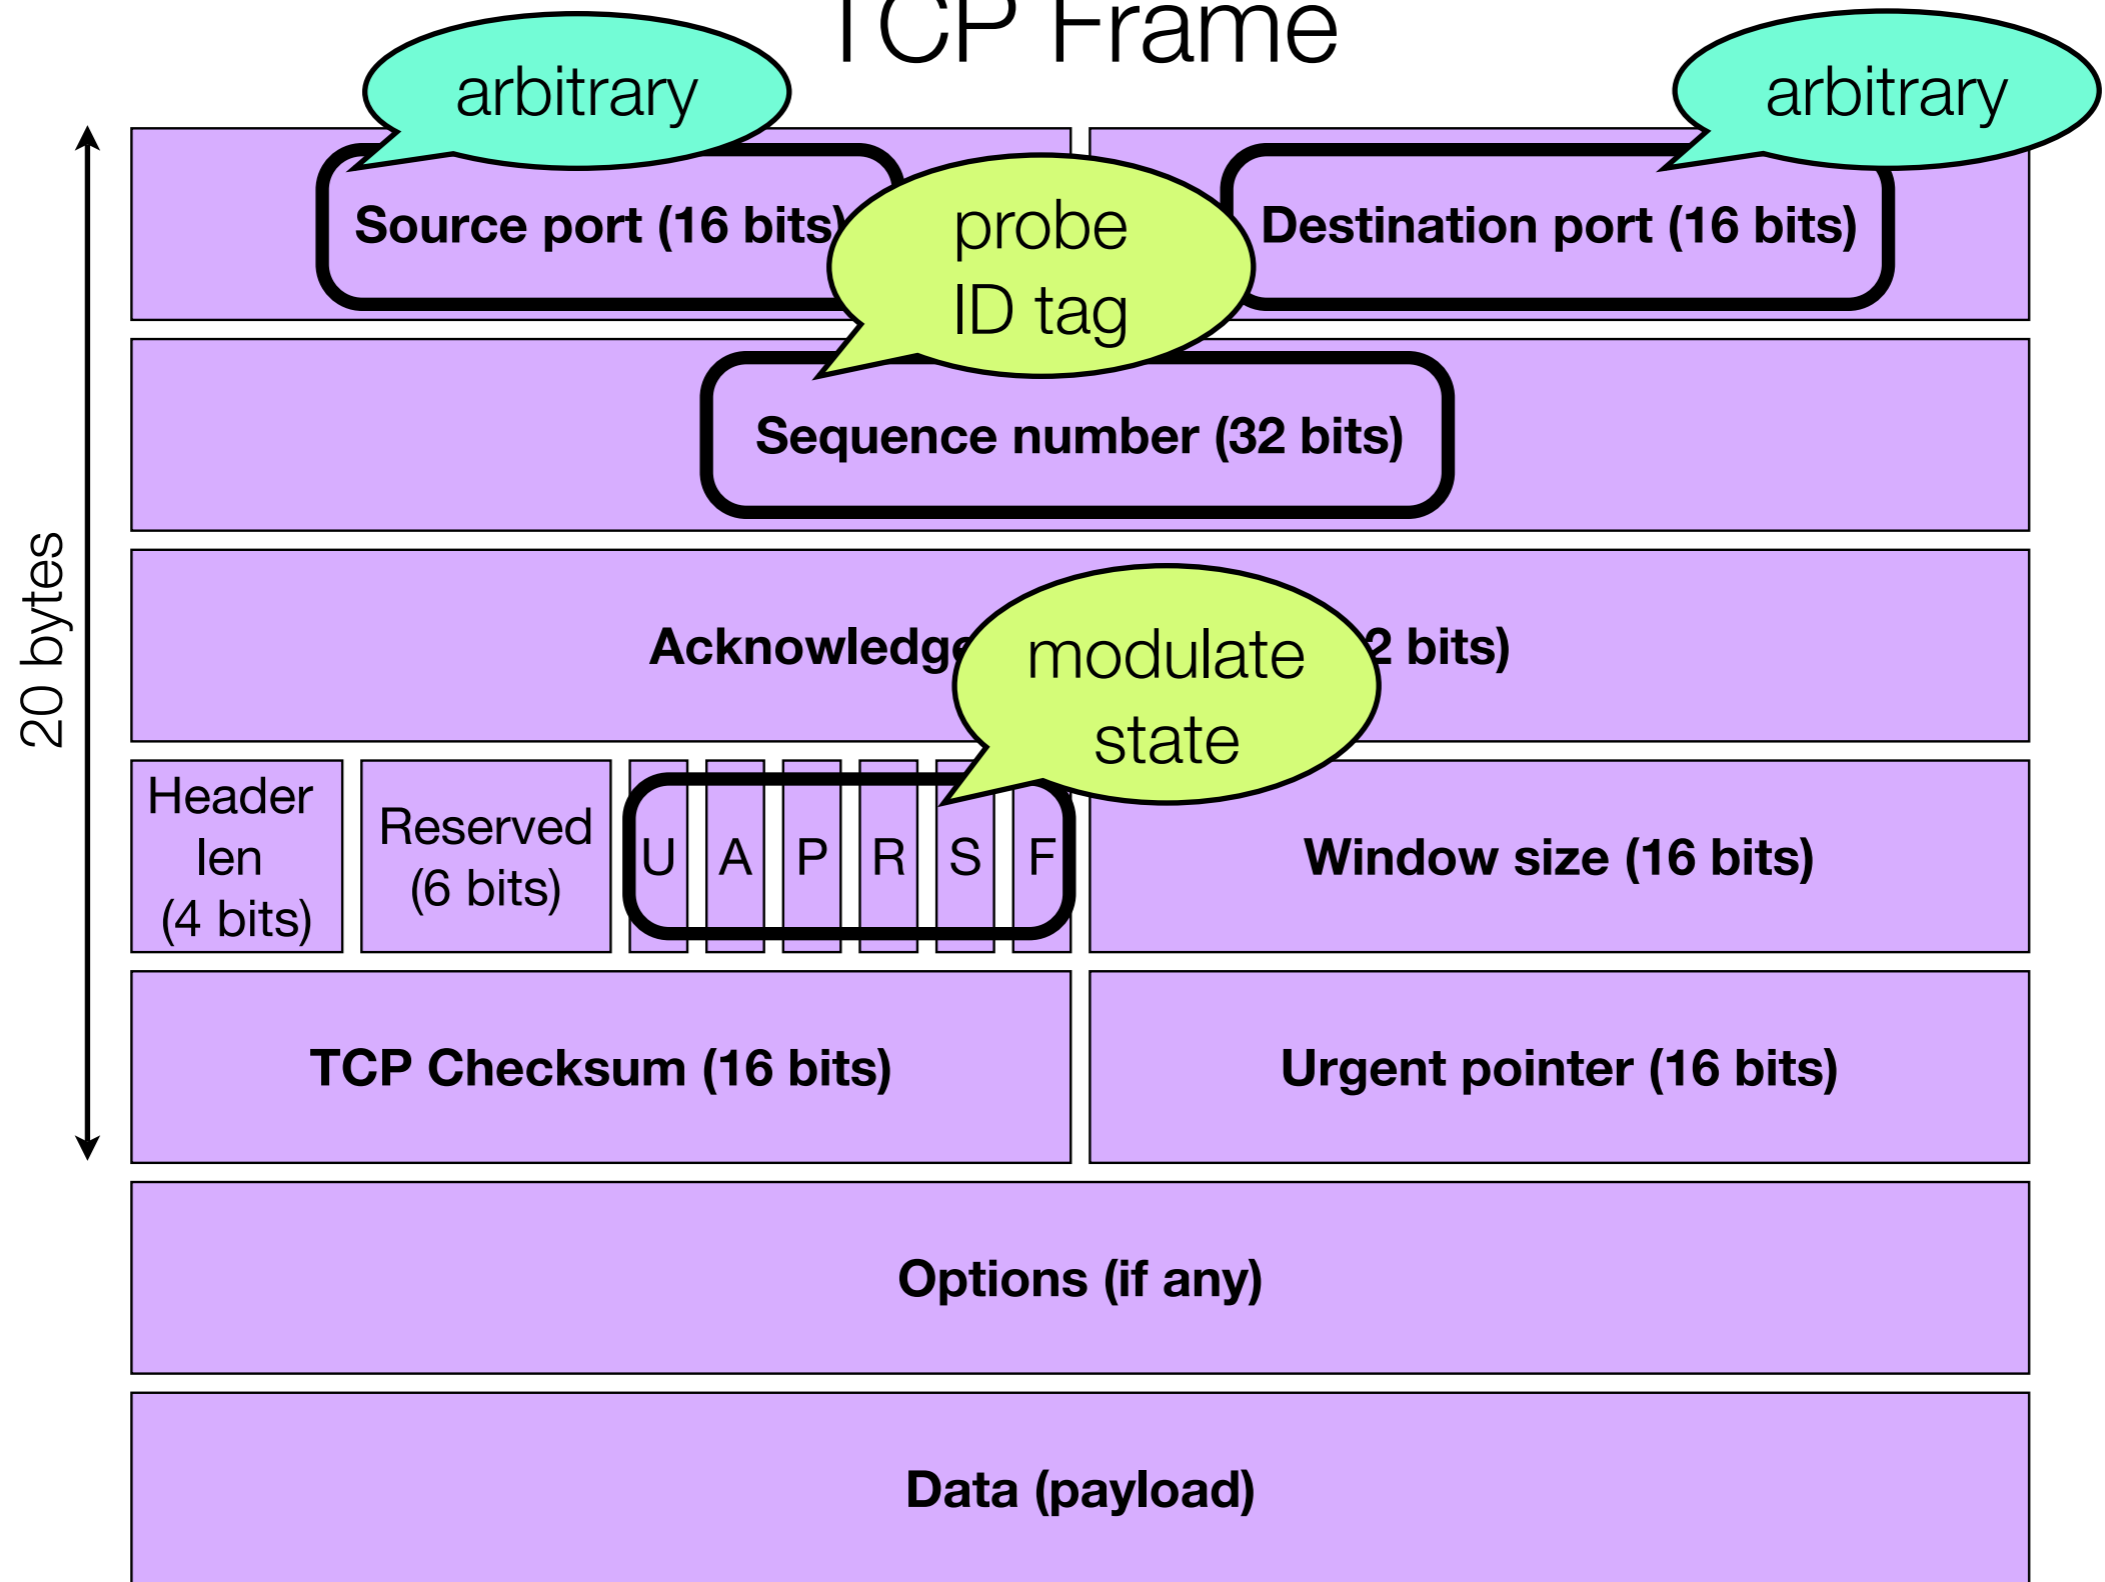 TCP Frame
arbitrary
arbitrary
Source port (16 bits)
probe
ID tag
Destination port (16 bits)
Sequence number (32 bits)
20 bytes
modulate
state
bits)
Header
len
(4 bits)
Reserved
(6 bits)
U A P R S F
Window size (16 bits)
TCP Checksum (16 bits)
Urgent pointer (16 bits)
Options (if any)
Data (payload)